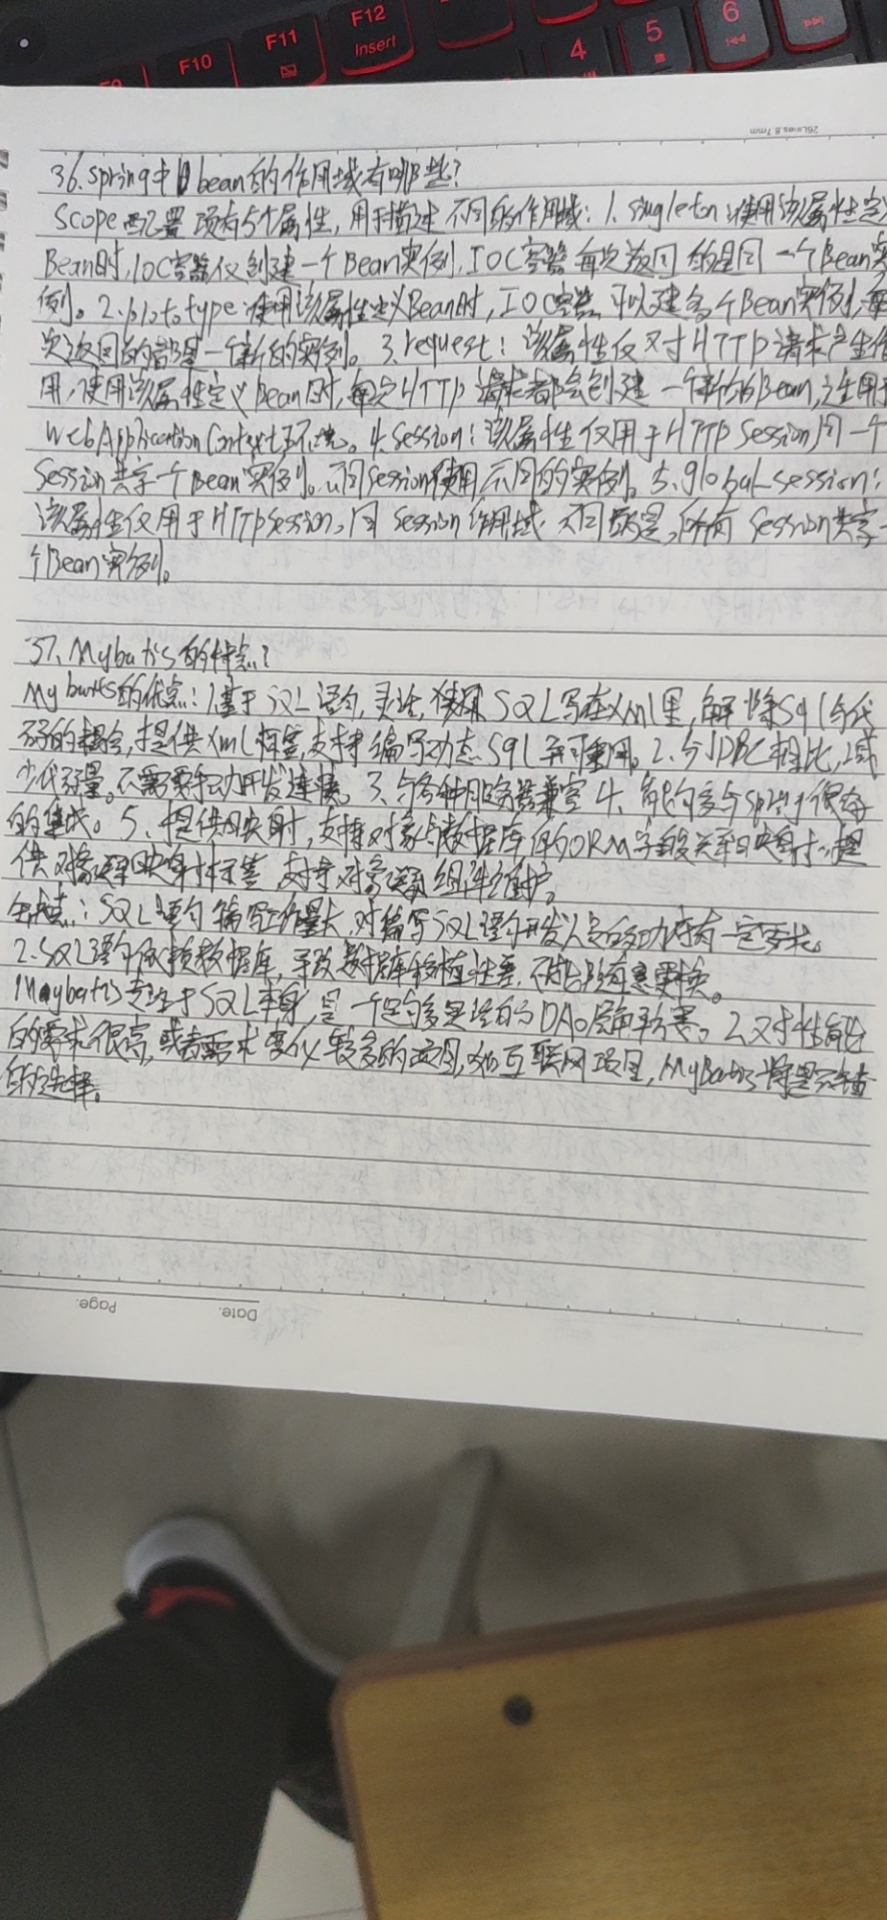 F9
F10
F11
F12
Insert
4
5
6
26Lines.8.7mm
36.Spring中bean的作用域有哪些?
Scope配置项有5个属性,用于描述不同的作用域:1.singleton:使用该属性定义
Bean时,IOC容器仅创建一个Bean实例,IOC容器每次返回的是同一个Bean实
例。2.prototype:使用该属性定义Bean时,IOC容器可以建多个Bean实例,每
次返回的都是一个新的实例。3.request:该属性仅对HTTP请求产生作
用,使用该属性定义Bean时,每次HTTP请求都会创建一个新的Bean,适用于
WebApplicationContext环境。4.Session:该属性仅用于HTTP Session,同一个
Session共享一个Bean实例。不同Session使用不同的实例。5.global-session:
该属性仅用于HTTPSession,同Session作用域不同的是,所有Session共享一
个Bean实例。
37.Mybatis的特点?
Mybatis的优点:1.基于SQL语句,灵活,SQL写在Xml里,解除Sql与代
码的耦合,提供Xml标签,支持编写动态Sql并可重用。2.与JDBC相比,减
少代码量。不需要手动开发连接。3、与各种服务器兼容4、能够与Spring很好
的集成。5、提供映射,支持对象与数据库的ORM字段关系映射;提
供对象关系映射标签,支持对象关系组件维护。
缺点:SQL语句编写工作量大,对编写SQL语句开发人员的功底有一定要求。
2.SQL语句依赖数据库,导致数据库移植性差,不能随意更换。
Maybatis专注于SQL本身,是一个足够灵活的DAO层解决方案。2.对性能
的需求很高,或者需求变化较多的项目,如互联网项目,MyBatis将是不错
的选择。
Date.
Page.